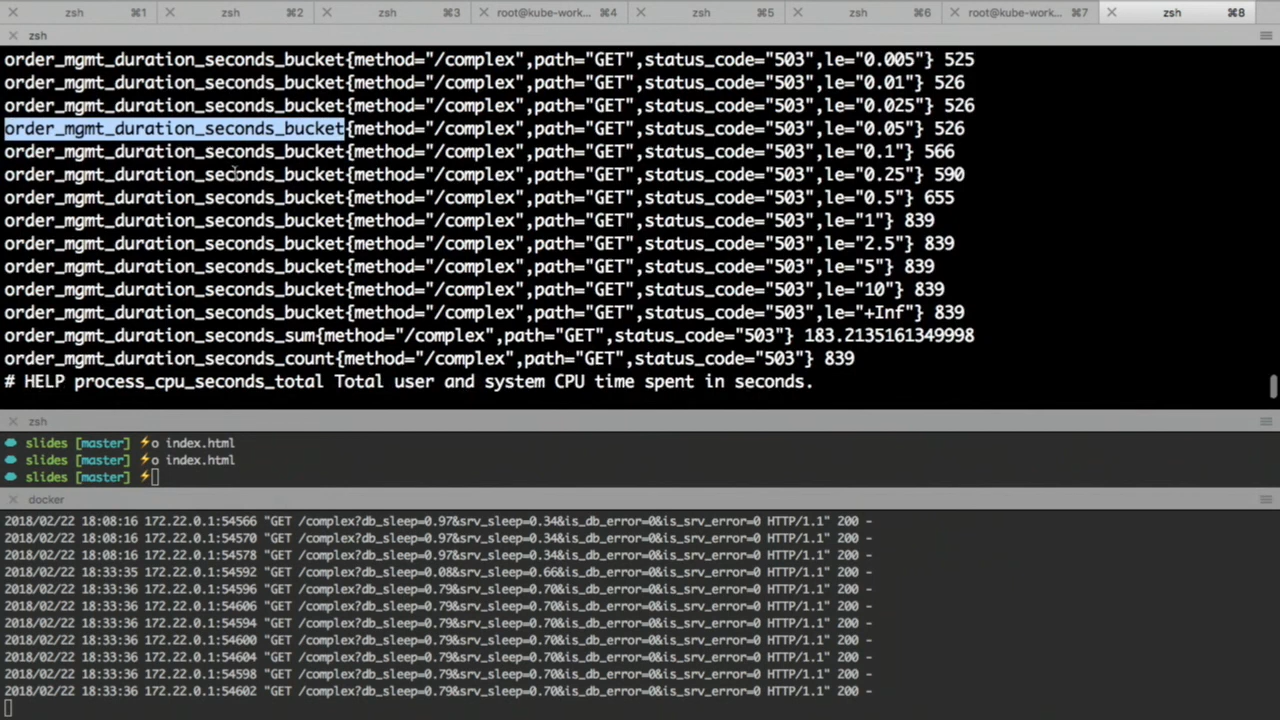 zsh ⌘1 zsh ⌘2 zsh ⌘3 root@kube-work... ⌘4 zsh ⌘5 zsh ⌘6 root@kube-work... ⌘7 zsh ⌘8
zsh
order_mgmt_duration_seconds_bucket{method="/complex",path="GET",status_code="503",le="0.005"} 525
order_mgmt_duration_seconds_bucket{method="/complex",path="GET",status_code="503",le="0.01"} 526
order_mgmt_duration_seconds_bucket{method="/complex",path="GET",status_code="503",le="0.025"} 526
order_mgmt_duration_seconds_bucket{method="/complex",path="GET",status_code="503",le="0.05"} 526
order_mgmt_duration_seconds_bucket{method="/complex",path="GET",status_code="503",le="0.1"} 566
order_mgmt_duration_seconds_bucket{method="/complex",path="GET",status_code="503",le="0.25"} 590
order_mgmt_duration_seconds_bucket{method="/complex",path="GET",status_code="503",le="0.5"} 655
order_mgmt_duration_seconds_bucket{method="/complex",path="GET",status_code="503",le="1"} 839
order_mgmt_duration_seconds_bucket{method="/complex",path="GET",status_code="503",le="2.5"} 839
order_mgmt_duration_seconds_bucket{method="/complex",path="GET",status_code="503",le="5"} 839
order_mgmt_duration_seconds_bucket{method="/complex",path="GET",status_code="503",le="10"} 839
order_mgmt_duration_seconds_bucket{method="/complex",path="GET",status_code="503",le="+Inf"} 839
order_mgmt_duration_seconds_sum{method="/complex",path="GET",status_code="503"} 183.2135161349998
order_mgmt_duration_seconds_count{method="/complex",path="GET",status_code="503"} 839
# HELP process_cpu_seconds_total Total user and system CPU time spent in seconds.
zsh
slides [master] ⚡o index.html
slides [master] ⚡o index.html
slides [master] ⚡
docker
2018/02/22 18:08:16 172.22.0.1:54566 "GET /complex?db_sleep=0.97&srv_sleep=0.34&is_db_error=0&is_srv_error=0 HTTP/1.1" 200 -
2018/02/22 18:08:16 172.22.0.1:54570 "GET /complex?db_sleep=0.97&srv_sleep=0.34&is_db_error=0&is_srv_error=0 HTTP/1.1" 200 -
2018/02/22 18:08:16 172.22.0.1:54578 "GET /complex?db_sleep=0.97&srv_sleep=0.34&is_db_error=0&is_srv_error=0 HTTP/1.1" 200 -
2018/02/22 18:33:35 172.22.0.1:54592 "GET /complex?db_sleep=0.08&srv_sleep=0.66&is_db_error=0&is_srv_error=0 HTTP/1.1" 200 -
2018/02/22 18:33:36 172.22.0.1:54596 "GET /complex?db_sleep=0.79&srv_sleep=0.70&is_db_error=0&is_srv_error=0 HTTP/1.1" 200 -
2018/02/22 18:33:36 172.22.0.1:54606 "GET /complex?db_sleep=0.79&srv_sleep=0.70&is_db_error=0&is_srv_error=0 HTTP/1.1" 200 -
2018/02/22 18:33:36 172.22.0.1:54594 "GET /complex?db_sleep=0.79&srv_sleep=0.70&is_db_error=0&is_srv_error=0 HTTP/1.1" 200 -
2018/02/22 18:33:36 172.22.0.1:54600 "GET /complex?db_sleep=0.79&srv_sleep=0.70&is_db_error=0&is_srv_error=0 HTTP/1.1" 200 -
2018/02/22 18:33:36 172.22.0.1:54604 "GET /complex?db_sleep=0.79&srv_sleep=0.70&is_db_error=0&is_srv_error=0 HTTP/1.1" 200 -
2018/02/22 18:33:36 172.22.0.1:54598 "GET /complex?db_sleep=0.79&srv_sleep=0.70&is_db_error=0&is_srv_error=0 HTTP/1.1" 200 -
2018/02/22 18:33:36 172.22.0.1:54602 "GET /complex?db_sleep=0.79&srv_sleep=0.70&is_db_error=0&is_srv_error=0 HTTP/1.1" 200 -